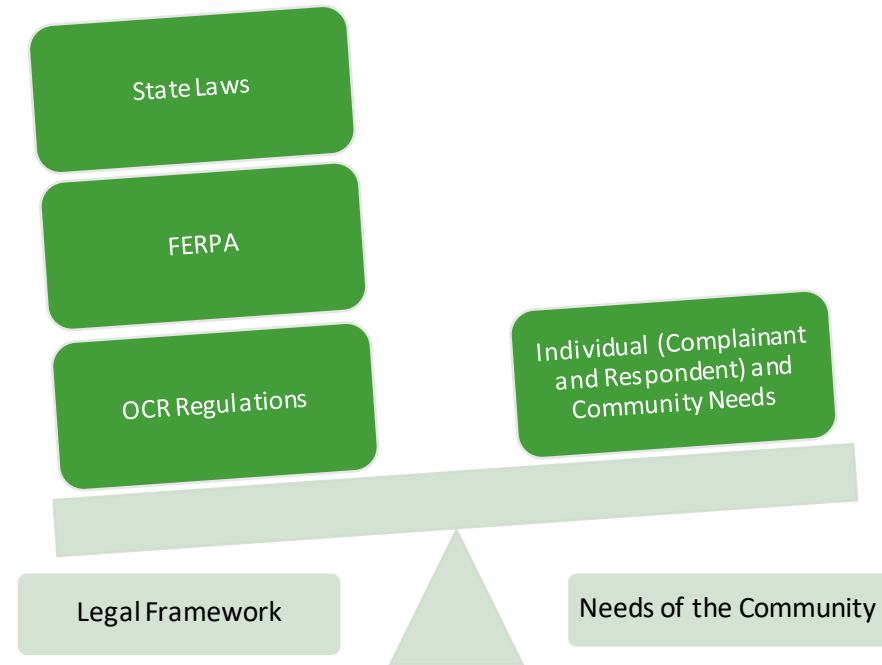 State Laws
FERPA
OCR Regulations
Individual (Complainant
and Respondent) and
Community Needs
Legal Framework
Needs of the Community